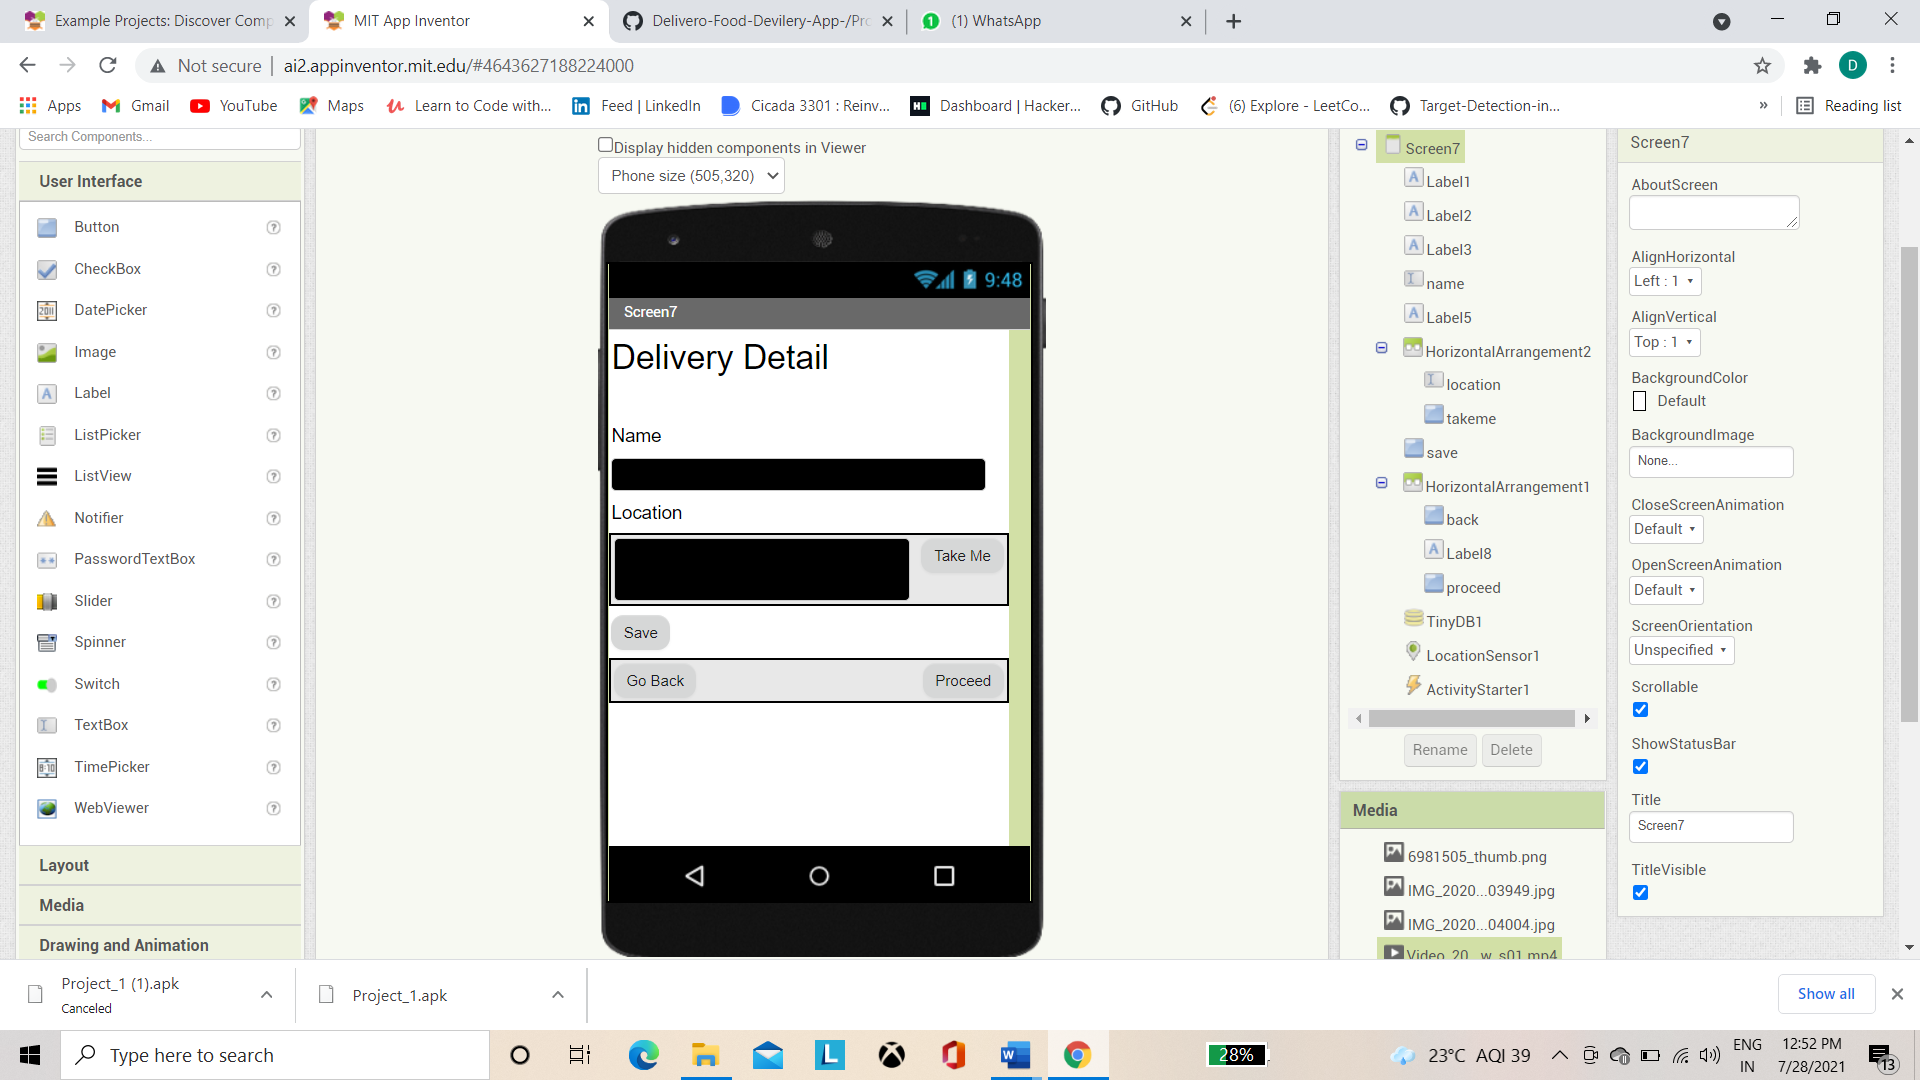 Example Projects: Discover Comp
MIT App Inventor
Delivero-Food-Devilery-App-/Pro
(1) WhatsApp
Not secure
ai2.appinventor.mit.edu/#4643627188224000
D
Apps
Gmail
YouTube
Maps
Learn to Code with...
Feed | LinkedIn
Cicada 3301 : Reinv...
Dashboard | Hacker...
GitHub
(6) Explore - LeetCo...
Target-Detection-in...
»
Reading list
Search Components...
User Interface
Button
CheckBox
DatePicker
Image
Label
ListPicker
ListView
Notifier
PasswordTextBox
Slider
Spinner
Switch
TextBox
TimePicker
WebViewer
Layout
Media
Drawing and Animation
Display hidden components in Viewer
Phone size (505,320)
9:48
Screen7
Delivery Detail
Name
Location
Take Me
Save
Go Back
Proceed
Screen7
Label1
Label2
Label3
name
Label5
HorizontalArrangement2
location
takeme
save
HorizontalArrangement1
back
Label8
proceed
TinyDB1
LocationSensor1
ActivityStarter1
Rename
Delete
Media
6981505_thumb.png
IMG_2020...03949.jpg
IMG_2020...04004.jpg
Video_20...w_s01.mp4
Screen7
AboutScreen
AlignHorizontal
Left : 1
AlignVertical
Top : 1
BackgroundColor
Default
BackgroundImage
None...
CloseScreenAnimation
Default
OpenScreenAnimation
Default
ScreenOrientation
Unspecified
Scrollable
ShowStatusBar
Title
Screen7
TitleVisible
Project_1 (1).apk
Canceled
Project_1.apk
Show all
Type here to search
28%
23°C AQI 39
ENG
IN
12:52 PM
7/28/2021
13